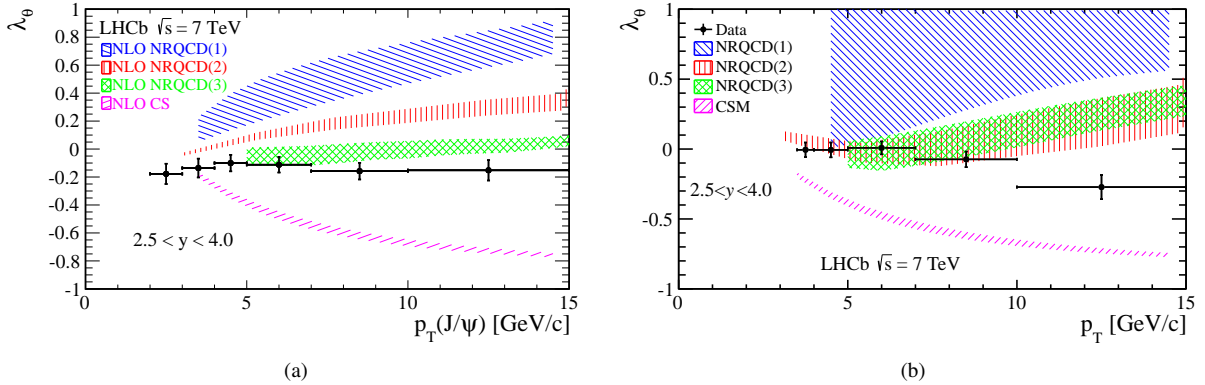 λθ
1
0.8
0.6
0.4
0.2
0
-0.2
-0.4
-0.6
-0.8
-1
LHCb √s = 7 TeV
NLO NRQCD(1)
NLO NRQCD(2)
NLO NRQCD(3)
NLO CS
2.5 < y < 4.0
0 5 10 15
pT(J/ψ) [GeV/c]
(a)
λθ
1
0.5
0
-0.5
-1
Data
NRQCD(1)
NRQCD(2)
NRQCD(3)
CSM
2.5<y<4.0
LHCb √s = 7 TeV
0 5 10 15
pT [GeV/c]
(b)